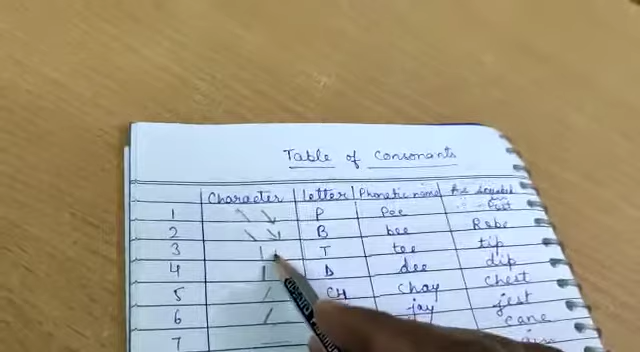 Table of Consonants
Character Letter Phonetic name As sounded
1 P Pee
2 B bee Robe
3 T tee tip
4 D dee dip
5 CH Chay chest
6 jay jest
7 cane